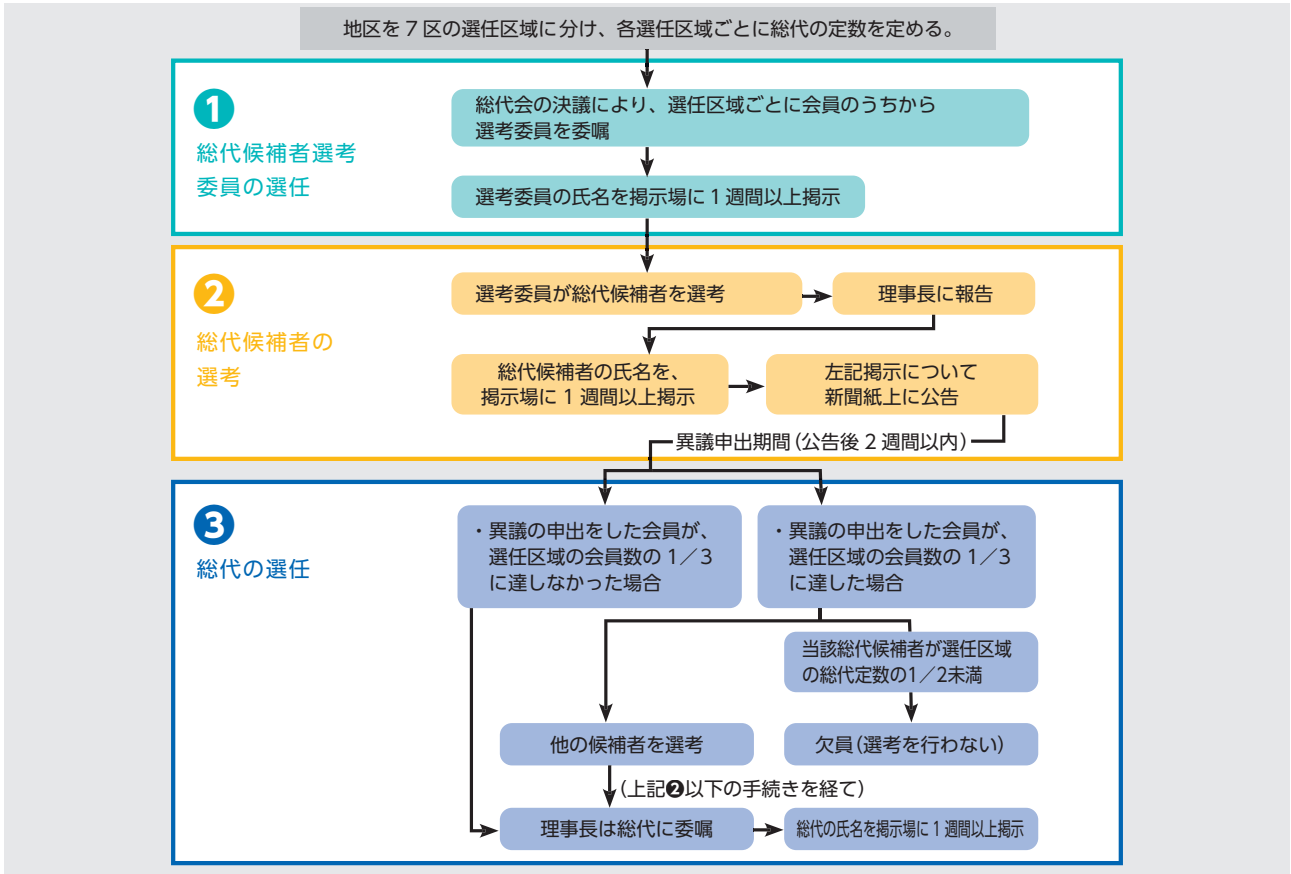 地区を7区の選任区域に分け、各選任区域ごとに総代の定数を定める。
❶
総代候補者選考
委員の選任
総代会の決議により、選任区域ごとに会員のうちから
選考委員を委嘱
選考委員の氏名を掲示場に1週間以上掲示
❷
総代候補者の
選考
選考委員が総代候補者を選考
理事長に報告
総代候補者の氏名を、
掲示場に1週間以上掲示
左記掲示について
新聞紙上に公告
異議申出期間(公告後2週間以内)
❸
総代の選任
・異議の申出をした会員が、
選任区域の会員数の1/3
に達しなかった場合
・異議の申出をした会員が、
選任区域の会員数の1/3
に達した場合
当該総代候補者が選任区域
の総代定数の1/2未満
他の候補者を選考
欠員(選考を行わない)
(上記❷以下の手続きを経て)
理事長は総代に委嘱
総代の氏名を掲示場に1週間以上掲示